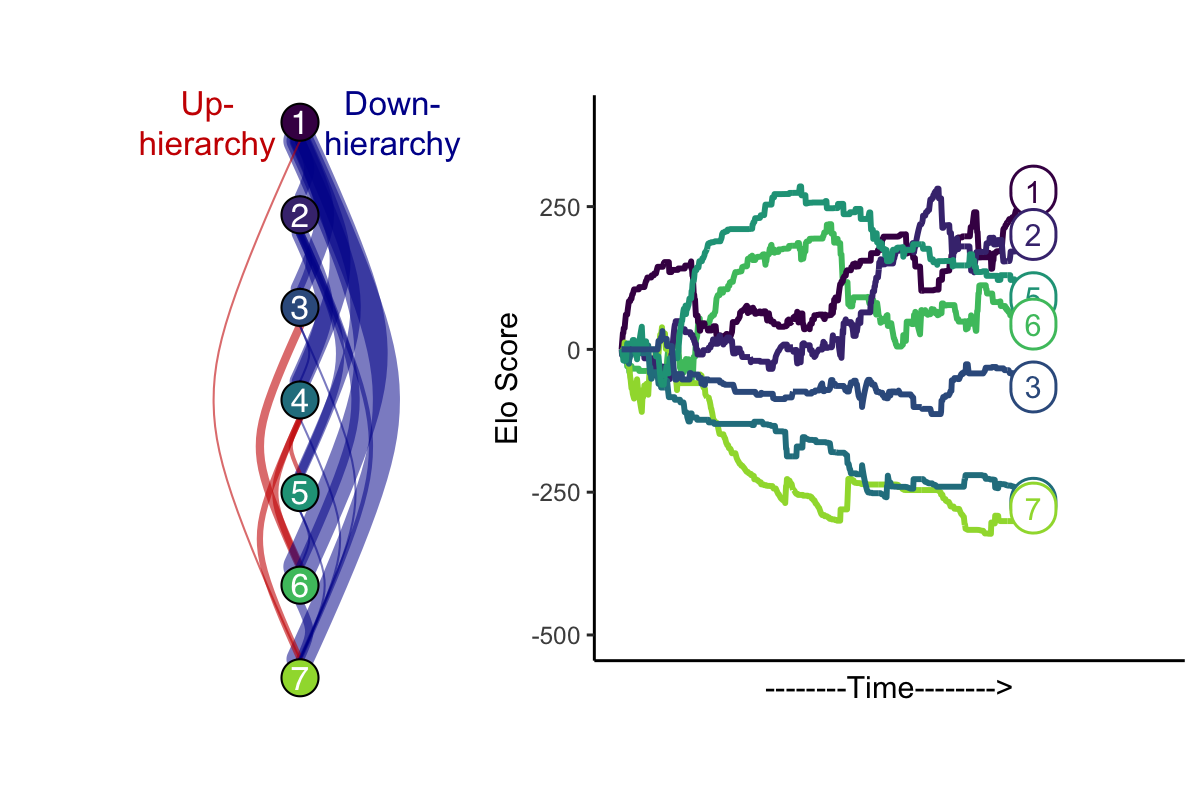 Up-
hierarchy
Down-
hierarchy
1
2
3
4
5
6
7
Elo Score
250
0
-250
-500
1
2
5
6
3
7
--------Time-------->